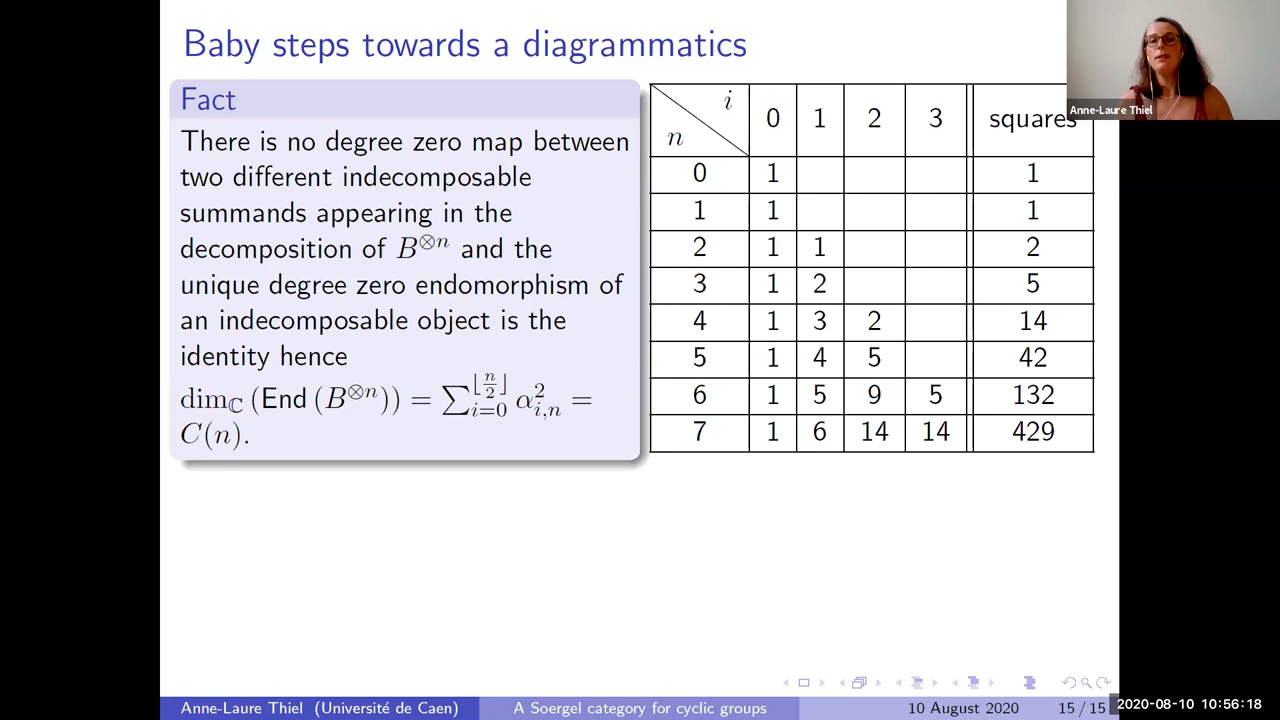 Baby steps towards a diagrammatics
Fact
There is no degree zero map between
two different indecomposable
summands appearing in the
decomposition of B^{⊗n} and the
unique degree zero endomorphism of
an indecomposable object is the
identity hence
dim_ℂ (End (B^{⊗n})) = ∑_{i=0}^{⌊n/2⌋} α_{i,n}^2 =
C(n).
i 0 1 2 3 squares
n
0 1 1
1 1 1
2 1 1 2
3 1 2 5
4 1 3 2 14
5 1 4 5 42
6 1 5 9 5 132
7 1 6 14 14 429
Anne-Laure Thiel
Anne-Laure Thiel (Université de Caen) A Soergel category for cyclic groups 10 August 2020 15 / 15
2020-08-10 10:56:18